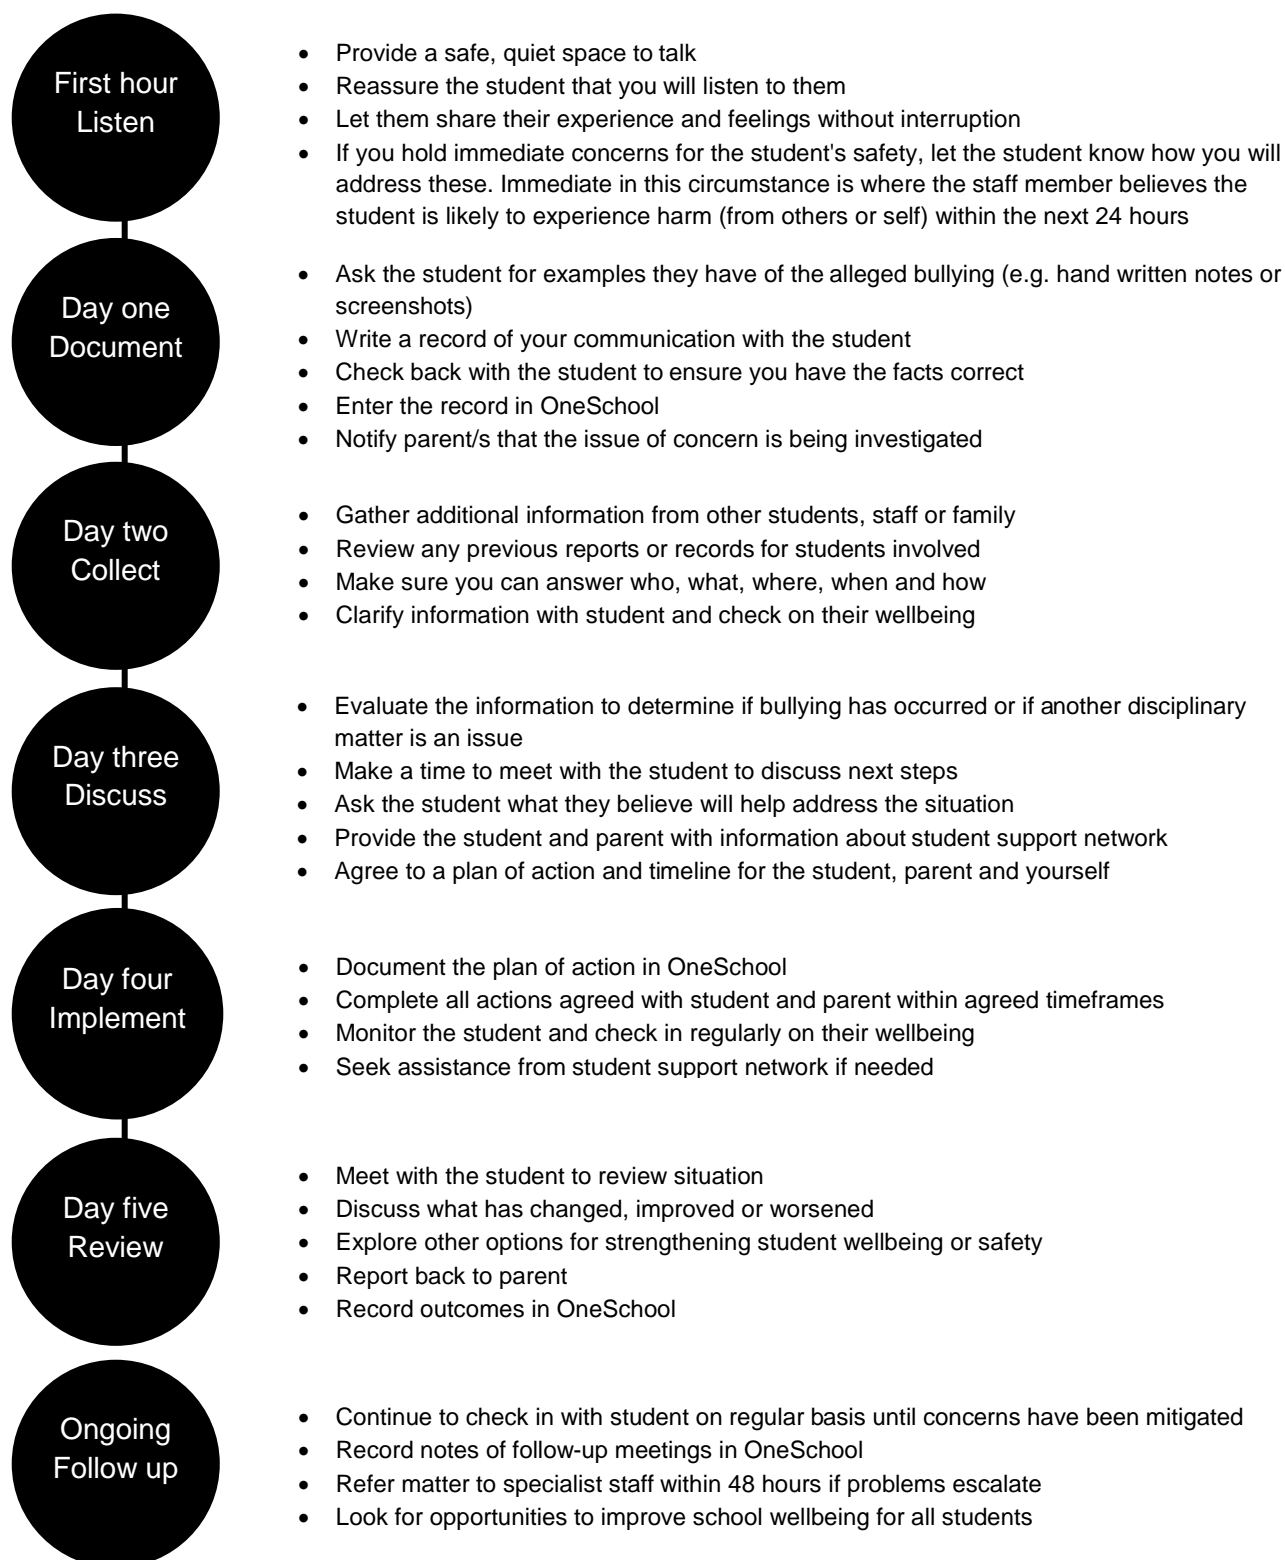 First hour
Listen
• Provide a safe, quiet space to talk
• Reassure the student that you will listen to them
• Let them share their experience and feelings without interruption
• If you hold immediate concerns for the student's safety, let the student know how you will
address these. Immediate in this circumstance is where the staff member believes the
student is likely to experience harm (from others or self) within the next 24 hours
Day one
Document
• Ask the student for examples they have of the alleged bullying (e.g. hand written notes or
screenshots)
• Write a record of your communication with the student
• Check back with the student to ensure you have the facts correct
• Enter the record in OneSchool
• Notify parent/s that the issue of concern is being investigated
Day two
Collect
• Gather additional information from other students, staff or family
• Review any previous reports or records for students involved
• Make sure you can answer who, what, where, when and how
• Clarify information with student and check on their wellbeing
Day three
Discuss
• Evaluate the information to determine if bullying has occurred or if another disciplinary
matter is an issue
• Make a time to meet with the student to discuss next steps
• Ask the student what they believe will help address the situation
• Provide the student and parent with information about student support network
• Agree to a plan of action and timeline for the student, parent and yourself
Day four
Implement
• Document the plan of action in OneSchool
• Complete all actions agreed with student and parent within agreed timeframes
• Monitor the student and check in regularly on their wellbeing
• Seek assistance from student support network if needed
Day five
Review
• Meet with the student to review situation
• Discuss what has changed, improved or worsened
• Explore other options for strengthening student wellbeing or safety
• Report back to parent
• Record outcomes in OneSchool
Ongoing
Follow up
• Continue to check in with student on regular basis until concerns have been mitigated
• Record notes of follow-up meetings in OneSchool
• Refer matter to specialist staff within 48 hours if problems escalate
• Look for opportunities to improve school wellbeing for all students